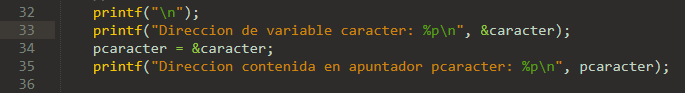 32 printf("\n");
33 printf("Direccion de variable caracter: %p\n", &caracter);
34 pcaracter = &caracter;
35 printf("Direccion contenida en apuntador pcaracter: %p\n", pcaracter);
36